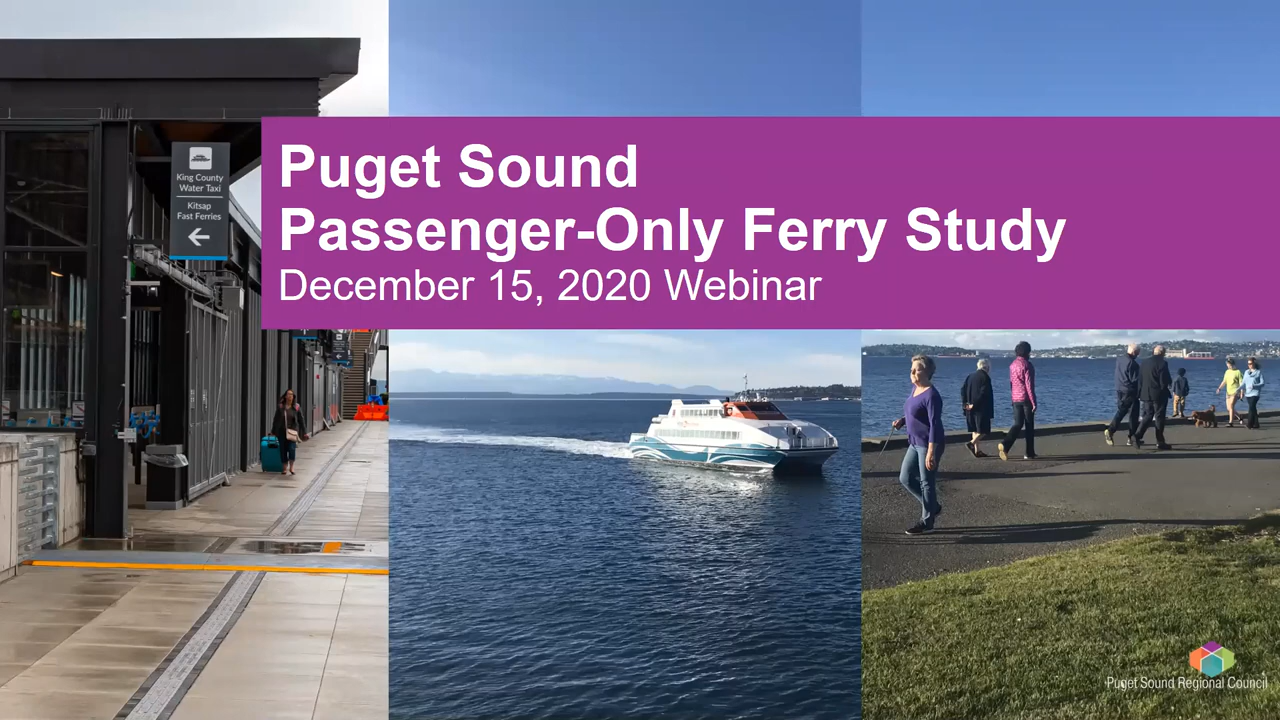 Puget Sound
Passenger-Only Ferry Study
December 15, 2020 Webinar
King County
Water Taxi
Kitsap
Fast Ferries
Puget Sound Regional Council